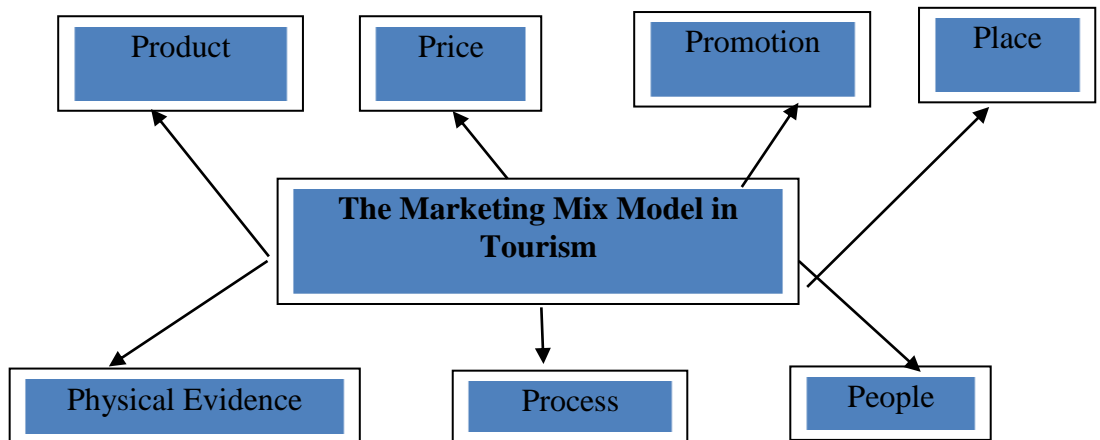 Product
Price
Promotion
Place
The Marketing Mix Model in
Tourism
Physical Evidence
Process
People